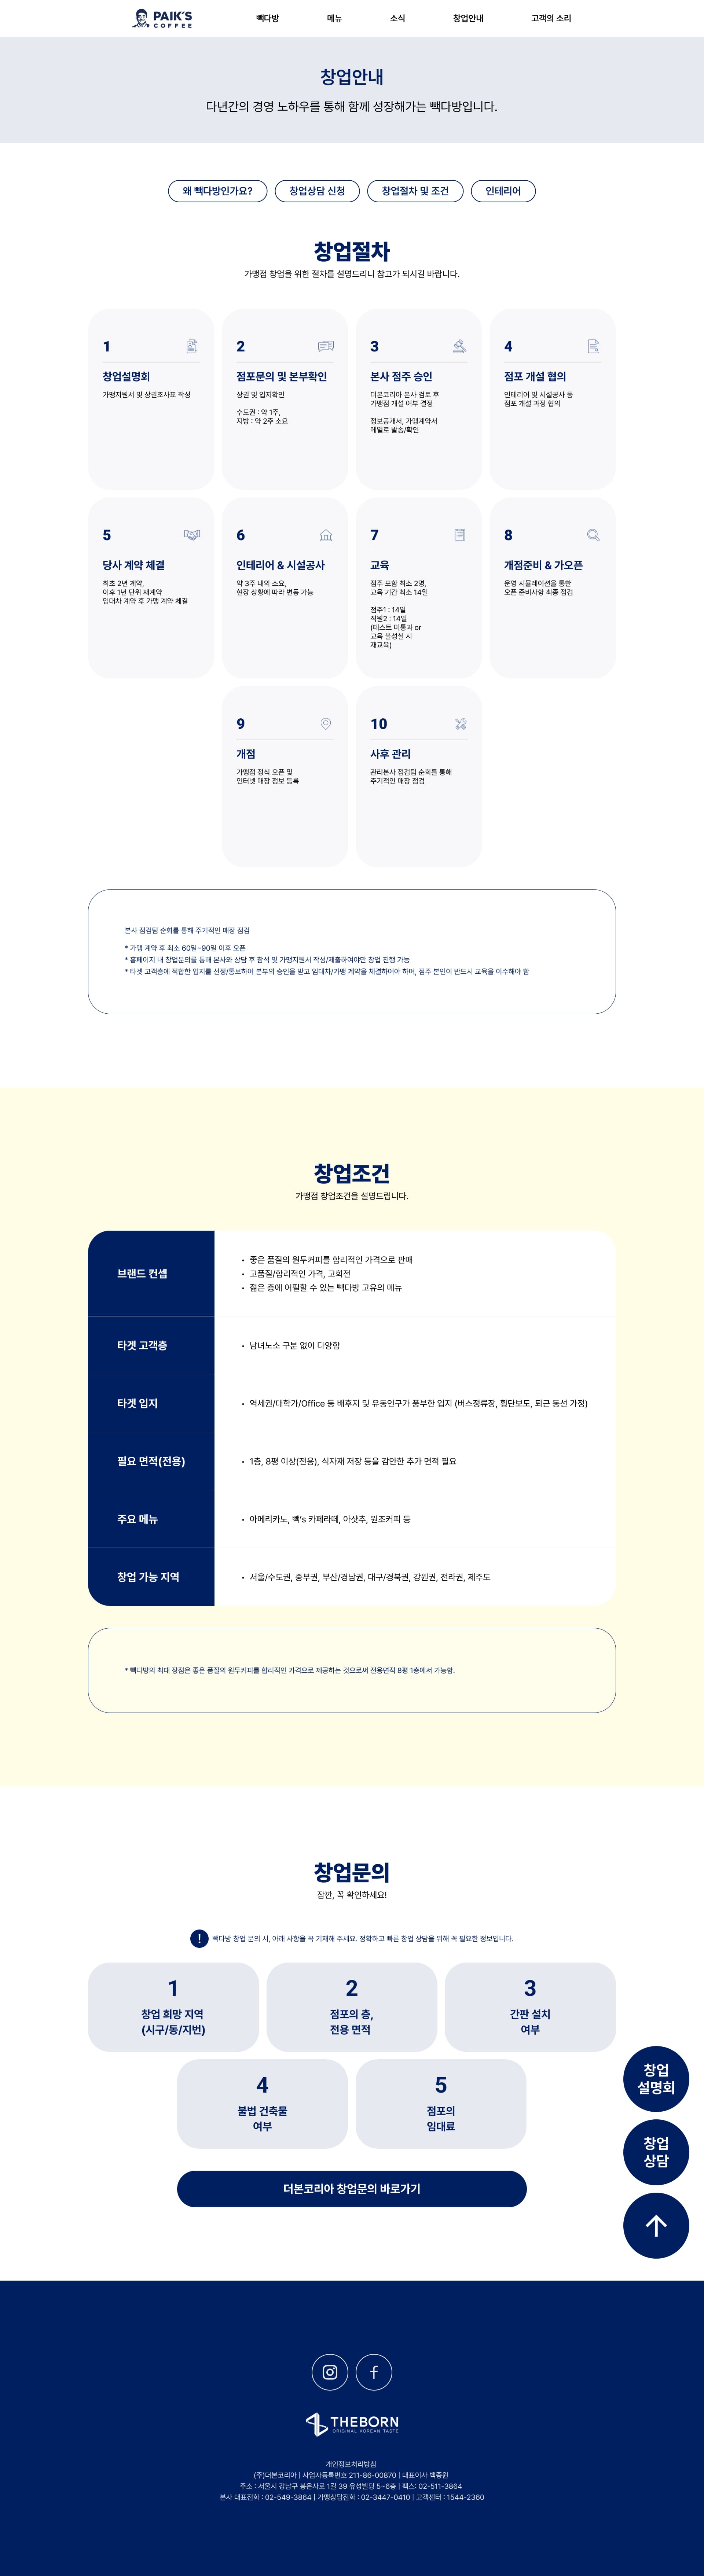 PAIK'S
COFFEE
빽다방
메뉴
소식
창업안내
고객의 소리
창업안내
다년간의 경영 노하우를 통해 함께 성장해가는 빽다방입니다.
왜 빽다방인가요?
창업상담 신청
창업절차 및 조건
인테리어
창업절차
가맹점 창업을 위한 절차를 설명드리니 참고가 되시길 바랍니다.
1
창업설명회
가맹지원서 및 상권조사표 작성
2
점포문의 및 본부확인
상권 및 입지확인
수도권 : 약 1주,
지방 : 약 2주 소요
3
본사 점주 승인
더본코리아 본사 검토 후
가맹점 개설 여부 결정
정보공개서, 가맹계약서
메일로 발송/확인
4
점포 개설 협의
인테리어 및 시설공사 등
점포 개설 과정 협의
5
당사 계약 체결
최초 2년 계약,
이후 1년 단위 재계약
임대차 계약 후 가맹 계약 체결
6
인테리어 & 시설공사
약 3주 내외 소요,
현장 상황에 따라 변동 가능
7
교육
점주 포함 최소 2명,
교육 기간 최소 14일
점주1 : 14일
직원2 : 14일
(테스트 미통과 or
교육 불성실 시
재교육)
8
개점준비 & 가오픈
운영 시뮬레이션을 통한
오픈 준비사항 최종 점검
9
개점
가맹점 정식 오픈 및
인터넷 매장 정보 등록
10
사후 관리
관리본사 점검팀 순회를 통해
주기적인 매장 점검
본사 점검팀 순회를 통해 주기적인 매장 점검
* 가맹 계약 후 최소 60일~90일 이후 오픈
* 홈페이지 내 창업문의를 통해 본사와 상담 후 참석 및 가맹지원서 작성/제출하여야만 창업 진행 가능
* 타겟 고객층에 적합한 입지를 선정/통보하여 본부의 승인을 받고 임대차/가맹 계약을 체결하여야 하며, 점주 본인이 반드시 교육을 이수해야 함
창업조건
가맹점 창업조건을 설명드립니다.
브랜드 컨셉
• 좋은 품질의 원두커피를 합리적인 가격으로 판매
• 고품질/합리적인 가격, 고회전
• 젊은 층에 어필할 수 있는 빽다방 고유의 메뉴
타겟 고객층
• 남녀노소 구분 없이 다양함
타겟 입지
• 역세권/대학가/Office 등 배후지 및 유동인구가 풍부한 입지 (버스정류장, 횡단보도, 퇴근 동선 가정)
필요 면적(전용)
• 1층, 8평 이상(전용), 식자재 저장 등을 감안한 추가 면적 필요
주요 메뉴
• 아메리카노, 빽's 카페라떼, 아샷추, 원조커피 등
창업 가능 지역
• 서울/수도권, 중부권, 부산/경남권, 대구/경북권, 강원권, 전라권, 제주도
* 빽다방의 최대 장점은 좋은 품질의 원두커피를 합리적인 가격으로 제공하는 것으로써 전용면적 8평 1층에서 가능함.
창업문의
잠깐, 꼭 확인하세요!
! 빽다방 창업 문의 시, 아래 사항을 꼭 기재해 주세요. 정확하고 빠른 창업 상담을 위해 꼭 필요한 정보입니다.
1
창업 희망 지역
(시구/동/지번)
2
점포의 층,
전용 면적
3
간판 설치
여부
4
불법 건축물
여부
5
점포의
임대료
창업
설명회
창업
상담
더본코리아 창업문의 바로가기
THEBORN
ORIGINAL KOREAN TASTE
개인정보처리방침
(주)더본코리아 | 사업자등록번호 211-86-00870 | 대표이사 백종원
주소 : 서울시 강남구 봉은사로 1길 39 유성빌딩 5~6층 | 팩스: 02-511-3864
본사 대표전화 : 02-549-3864 | 가맹상담전화 : 02-3447-0410 | 고객센터 : 1544-2360